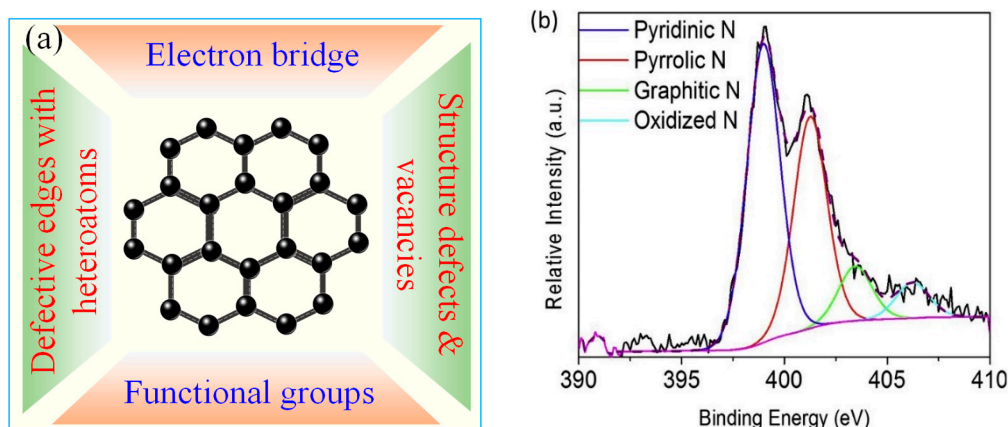 (a)
Electron bridge
Defective edges with
heteroatoms
Structure defects &
vacancies
Functional groups
(b)
Pyridinic N
Pyrrolic N
Graphitic N
Oxidized N
Relative Intensity (a.u.)
390 395 400 405 410
Binding Energy (eV)